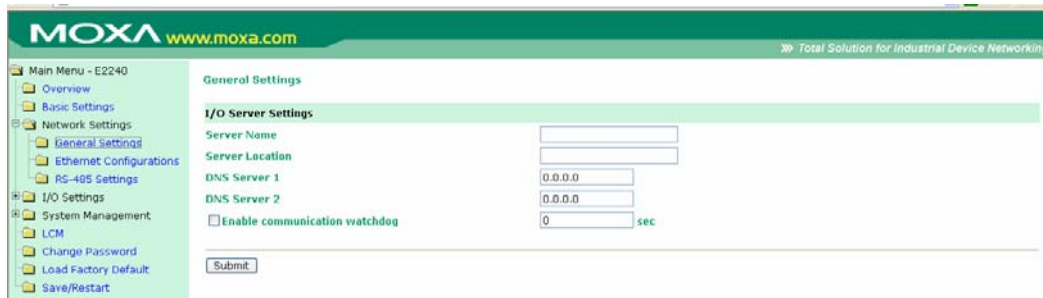 MOXA www.moxa.com
Total Solution for Industrial Device Networking
Main Menu - E2240
Overview
Basic Settings
Network Settings
General Settings
Ethernet Configurations
RS-485 Settings
I/O Settings
System Management
LCM
Change Password
Load Factory Default
Save/Restart
General Settings
I/O Server Settings
Server Name
Server Location
DNS Server 1 0.0.0.0
DNS Server 2 0.0.0.0
Enable communication watchdog 0 sec
Submit